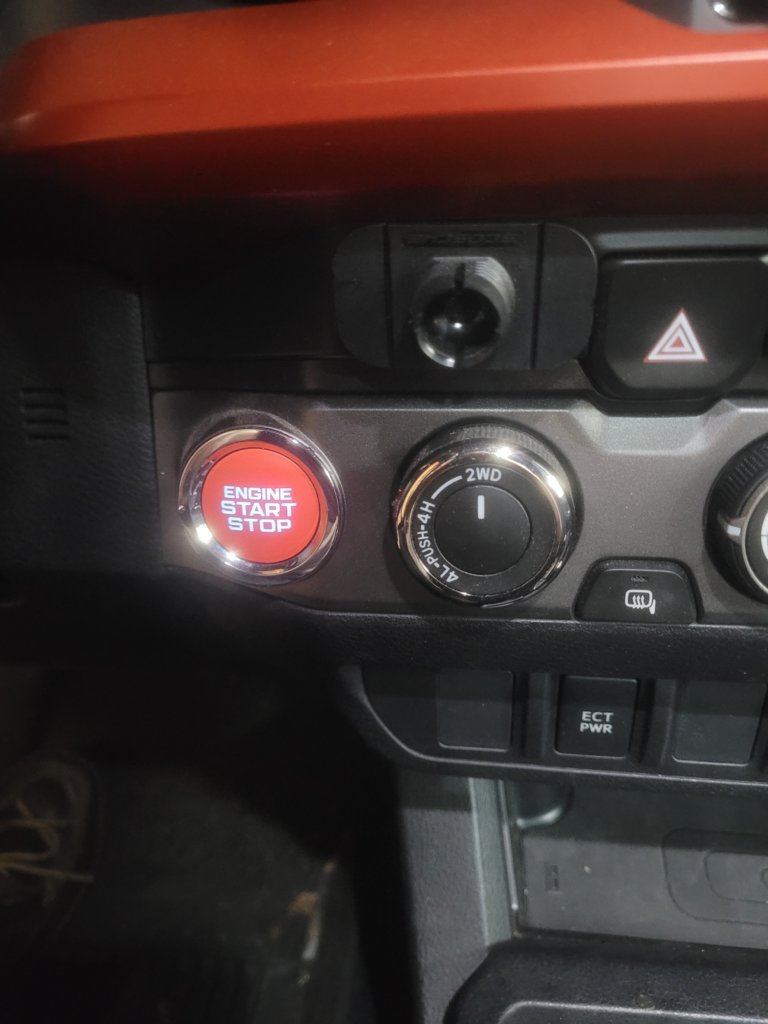 ENGINE
START
STOP
2WD
4L-PUSH-4H
ECT
PWR